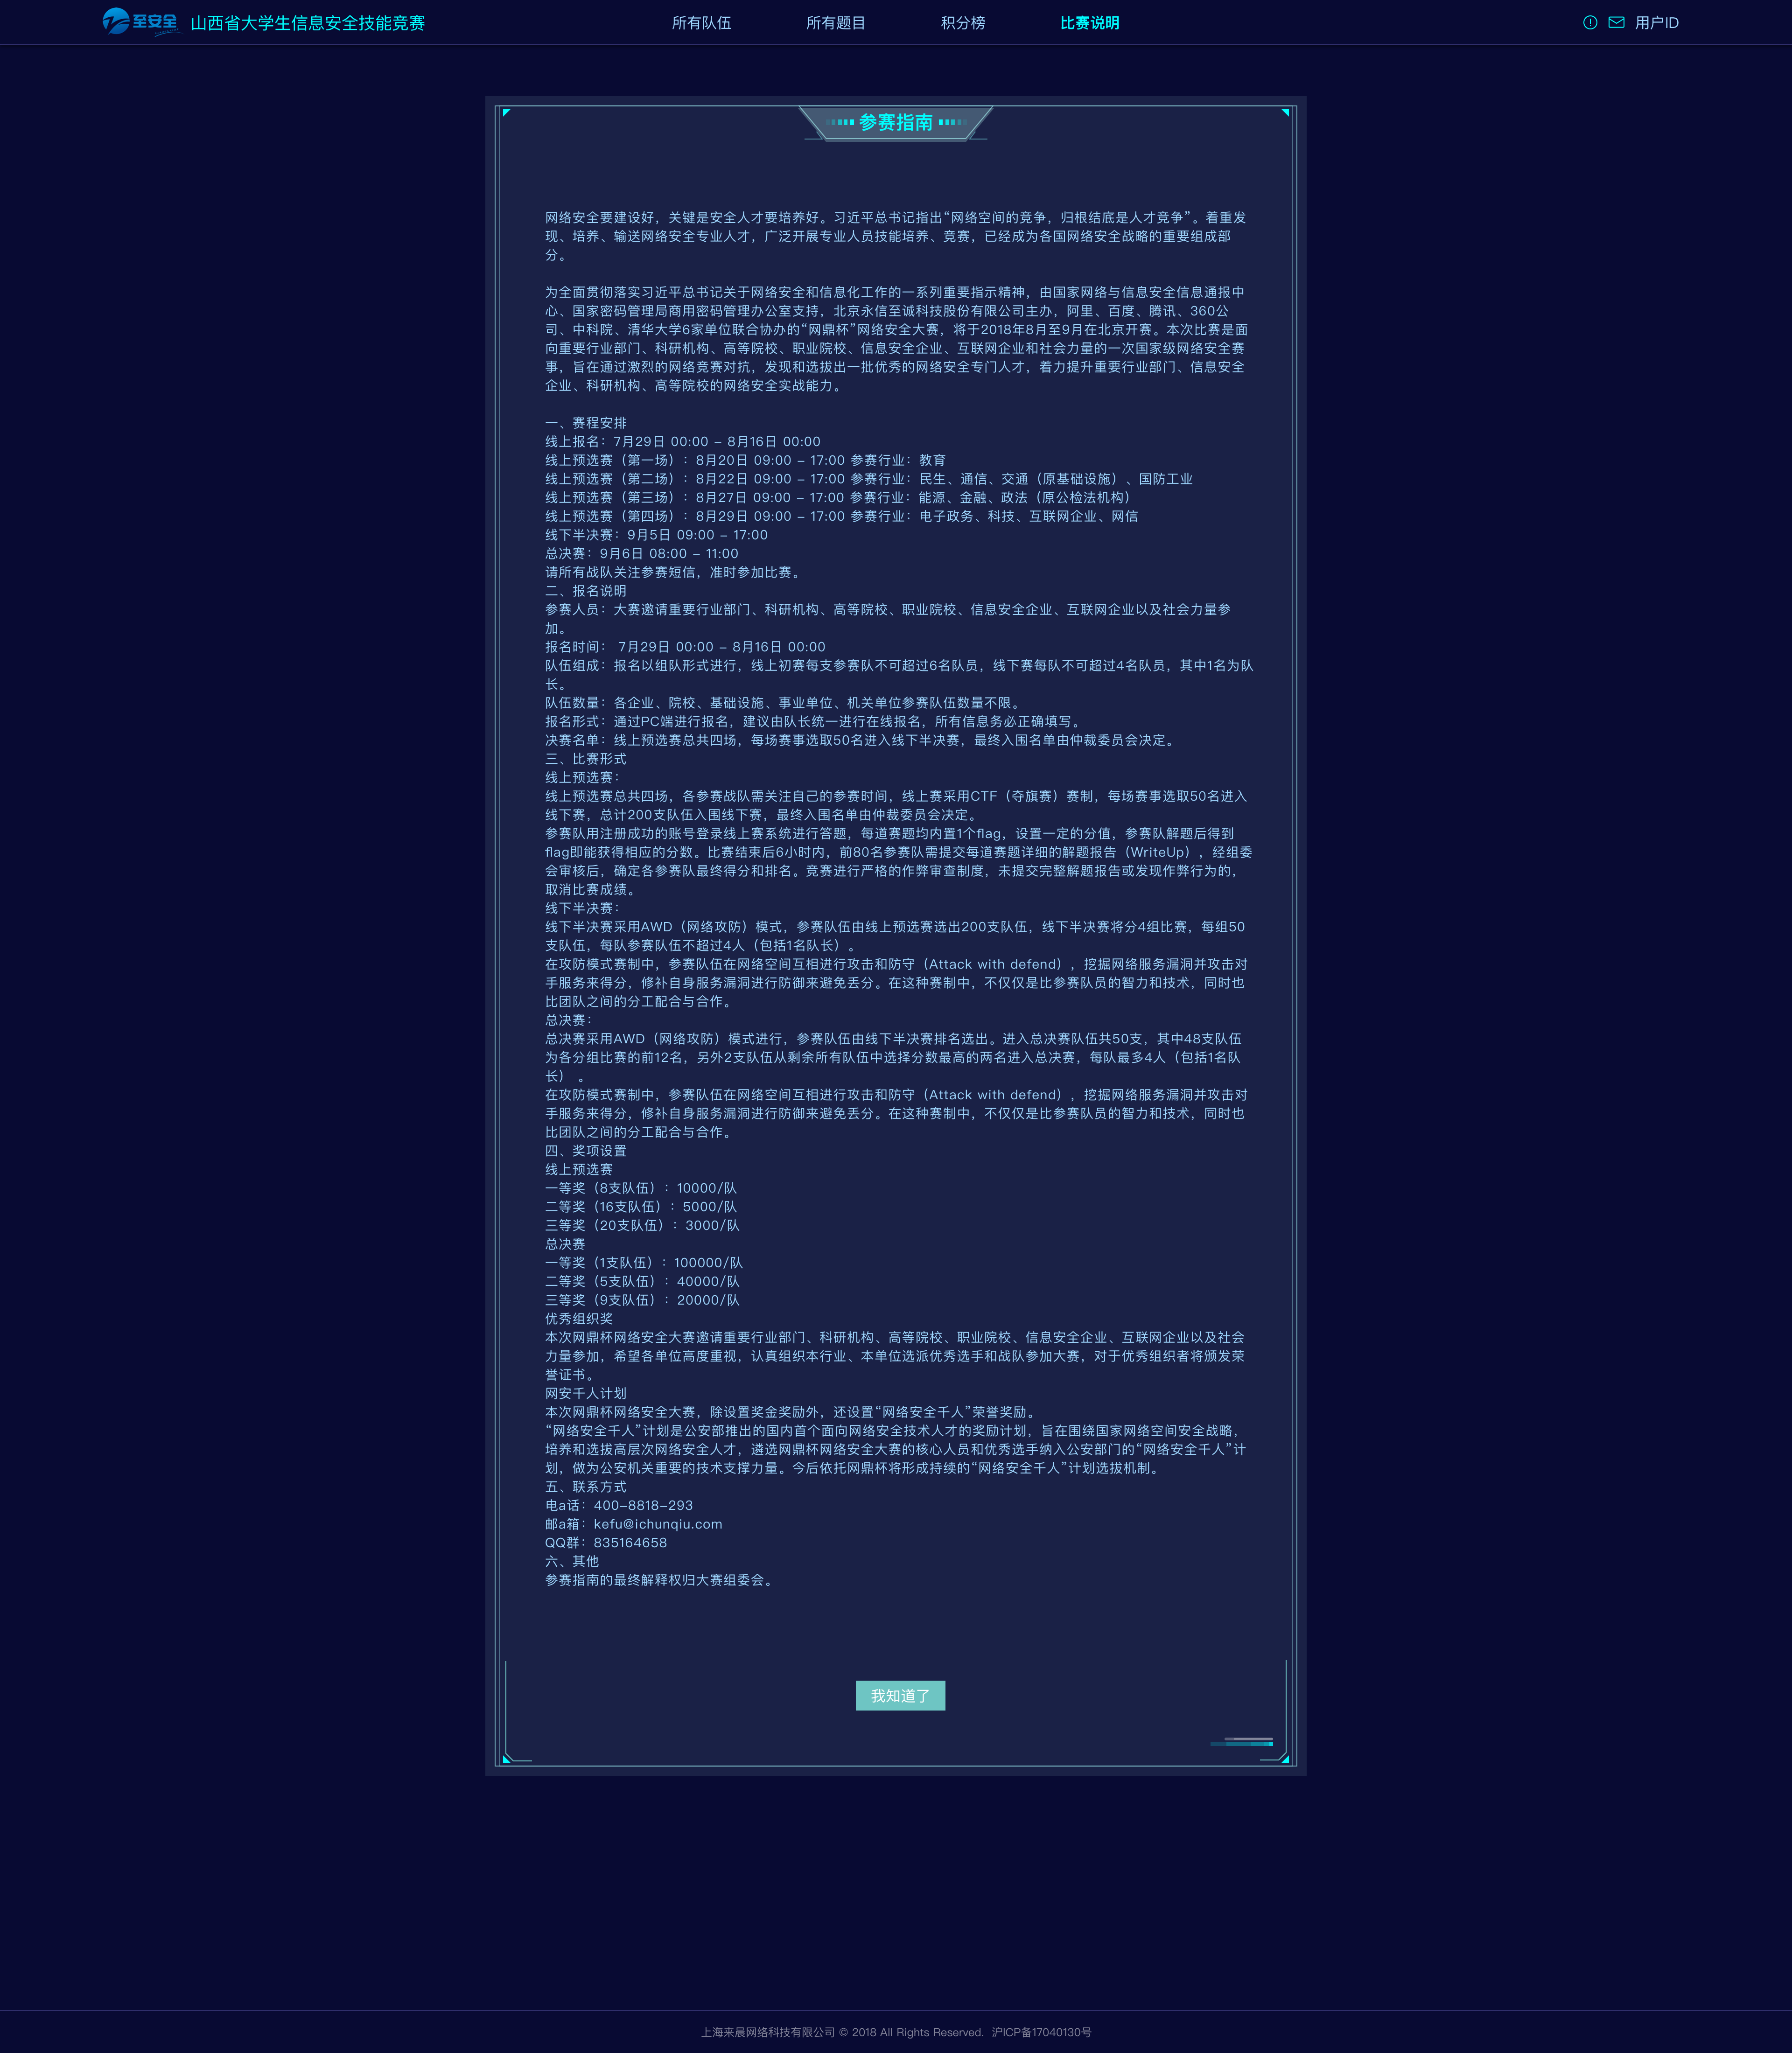 至安全 山西省大学生信息安全技能竞赛 所有队伍 所有题目 积分榜 比赛说明 用户ID
参赛指南
网络安全要建设好，关键是安全人才要培养好。习近平总书记指出“网络空间的竞争，归根结底是人才竞争”。着重发
现、培养、输送网络安全专业人才，广泛开展专业人员技能培养、竞赛，已经成为各国网络安全战略的重要组成部
分。
为全面贯彻落实习近平总书记关于网络安全和信息化工作的一系列重要指示精神，由国家网络与信息安全信息通报中
心、国家密码管理局商用密码管理办公室支持，北京永信至诚科技股份有限公司主办，阿里、百度、腾讯、360公
司、中科院、清华大学6家单位联合协办的“网鼎杯”网络安全大赛，将于2018年8月至9月在北京开赛。本次比赛是面
向重要行业部门、科研机构、高等院校、职业院校、信息安全企业、互联网企业和社会力量的一次国家级网络安全赛
事，旨在通过激烈的网络竞赛对抗，发现和选拔出一批优秀的网络安全专门人才，着力提升重要行业部门、信息安全
企业、科研机构、高等院校的网络安全实战能力。
一、赛程安排
线上报名：7月29日 00:00 – 8月16日 00:00
线上预选赛（第一场）：8月20日 09:00 – 17:00 参赛行业：教育
线上预选赛（第二场）：8月22日 09:00 – 17:00 参赛行业：民生、通信、交通（原基础设施）、国防工业
线上预选赛（第三场）：8月27日 09:00 – 17:00 参赛行业：能源、金融、政法（原公检法机构）
线上预选赛（第四场）：8月29日 09:00 – 17:00 参赛行业：电子政务、科技、互联网企业、网信
线下半决赛：9月5日 09:00 – 17:00
总决赛：9月6日 08:00 – 11:00
请所有战队关注参赛短信，准时参加比赛。
二、报名说明
参赛人员：大赛邀请重要行业部门、科研机构、高等院校、职业院校、信息安全企业、互联网企业以及社会力量参
加。
报名时间： 7月29日 00:00 – 8月16日 00:00
队伍组成：报名以组队形式进行，线上初赛每支参赛队不可超过6名队员，线下赛每队不可超过4名队员，其中1名为队
长。
队伍数量：各企业、院校、基础设施、事业单位、机关单位参赛队伍数量不限。
报名形式：通过PC端进行报名，建议由队长统一进行在线报名，所有信息务必正确填写。
决赛名单：线上预选赛总共四场，每场赛事选取50名进入线下半决赛，最终入围名单由仲裁委员会决定。
三、比赛形式
线上预选赛：
线上预选赛总共四场，各参赛战队需关注自己的参赛时间，线上赛采用CTF（夺旗赛）赛制，每场赛事选取50名进入
线下赛，总计200支队伍入围线下赛，最终入围名单由仲裁委员会决定。
参赛队用注册成功的账号登录线上赛系统进行答题，每道赛题均内置1个flag，设置一定的分值，参赛队解题后得到
flag即能获得相应的分数。比赛结束后6小时内，前80名参赛队需提交每道赛题详细的解题报告（WriteUp），经组委
会审核后，确定各参赛队最终得分和排名。竞赛进行严格的作弊审查制度，未提交完整解题报告或发现作弊行为的，
取消比赛成绩。
线下半决赛：
线下半决赛采用AWD（网络攻防）模式，参赛队伍由线上预选赛选出200支队伍，线下半决赛将分4组比赛，每组50
支队伍，每队参赛队伍不超过4人（包括1名队长）。
在攻防模式赛制中，参赛队伍在网络空间互相进行攻击和防守（Attack with defend），挖掘网络服务漏洞并攻击对
手服务来得分，修补自身服务漏洞进行防御来避免丢分。在这种赛制中，不仅仅是比参赛队员的智力和技术，同时也
比团队之间的分工配合与合作。
总决赛：
总决赛采用AWD（网络攻防）模式进行，参赛队伍由线下半决赛排名选出。进入总决赛队伍共50支，其中48支队伍
为各分组比赛的前12名，另外2支队伍从剩余所有队伍中选择分数最高的两名进入总决赛，每队最多4人（包括1名队
长） 。
在攻防模式赛制中，参赛队伍在网络空间互相进行攻击和防守（Attack with defend），挖掘网络服务漏洞并攻击对
手服务来得分，修补自身服务漏洞进行防御来避免丢分。在这种赛制中，不仅仅是比参赛队员的智力和技术，同时也
比团队之间的分工配合与合作。
四、奖项设置
线上预选赛
一等奖（8支队伍）：10000/队
二等奖（16支队伍）：5000/队
三等奖（20支队伍）：3000/队
总决赛
一等奖（1支队伍）：100000/队
二等奖（5支队伍）：40000/队
三等奖（9支队伍）：20000/队
优秀组织奖
本次网鼎杯网络安全大赛邀请重要行业部门、科研机构、高等院校、职业院校、信息安全企业、互联网企业以及社会
力量参加，希望各单位高度重视，认真组织本行业、本单位选派优秀选手和战队参加大赛，对于优秀组织者将颁发荣
誉证书。
网安千人计划
本次网鼎杯网络安全大赛，除设置奖金奖励外，还设置“网络安全千人”荣誉奖励。
“网络安全千人”计划是公安部推出的国内首个面向网络安全技术人才的奖励计划，旨在围绕国家网络空间安全战略，
培养和选拔高层次网络安全人才，遴选网鼎杯网络安全大赛的核心人员和优秀选手纳入公安部门的“网络安全千人”计
划，做为公安机关重要的技术支撑力量。今后依托网鼎杯将形成持续的“网络安全千人”计划选拔机制。
五、联系方式
电a话：400–8818–293
邮a箱：kefu@ichunqiu.com
QQ群：835164658
六、其他
参赛指南的最终解释权归大赛组委会。
我知道了
上海来晨网络科技有限公司 © 2018 All Rights Reserved. 沪ICP备17040130号